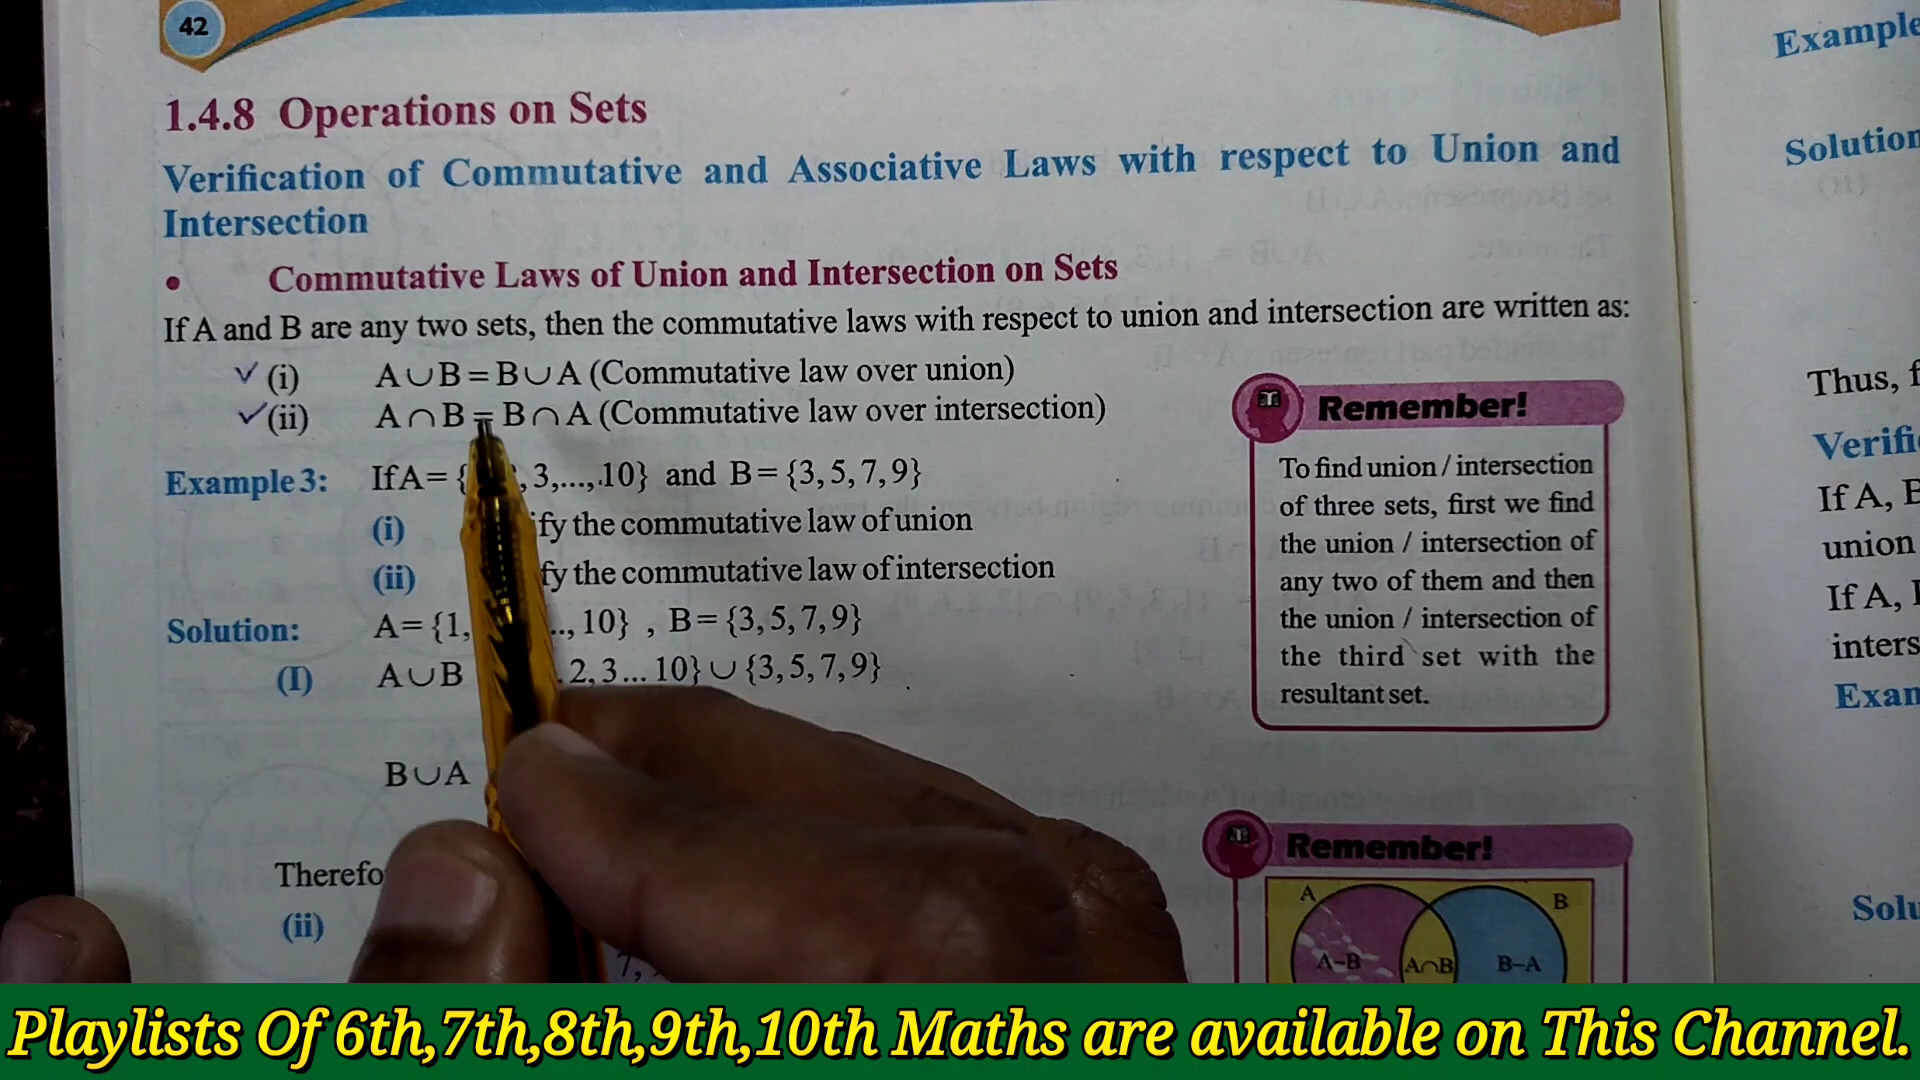 42
1.4.8 Operations on Sets
Verification of Commutative and Associative Laws with respect to Union and
Intersection
• Commutative Laws of Union and Intersection on Sets
If A and B are any two sets, then the commutative laws with respect to union and intersection are written as:
✓ (i) A∪B = B∪A (Commutative law over union)
✓ (ii) A∩B = B∩A (Commutative law over intersection)
Example 3: If A = { , 3,..., 10} and B = {3, 5, 7, 9}
(i) ify the commutative law of union
(ii) fy the commutative law of intersection
Solution: A = {1, .., 10} , B = {3, 5, 7, 9}
(I) A∪B 2, 3 ... 10} ∪ {3, 5, 7, 9}
B∪A
Therefo
(ii)
7,
Remember!
To find union / intersection
of three sets, first we find
the union / intersection of
any two of them and then
the union / intersection of
the third set with the
resultant set.
Remember!
A B
A–B A∩B B–A
Example
Solution
Thus, f
Verifi
If A, B
union
If A,
inters
Exan
Solu
Playlists Of 6th,7th,8th,9th,10th Maths are available on This Channel.